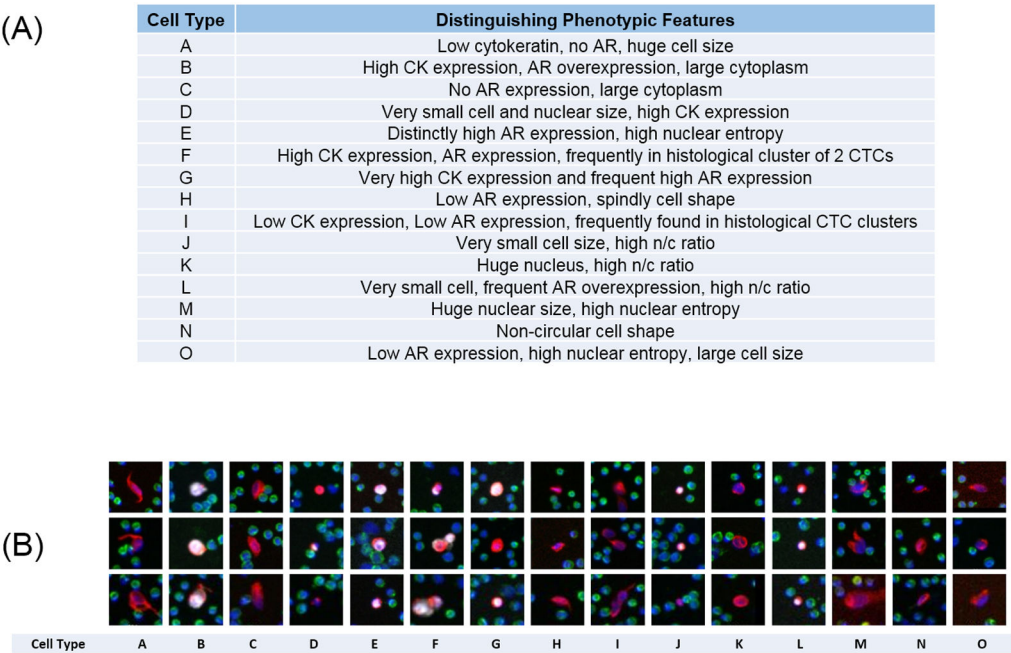 (A)
Cell Type Distinguishing Phenotypic Features
A Low cytokeratin, no AR, huge cell size
B High CK expression, AR overexpression, large cytoplasm
C No AR expression, large cytoplasm
D Very small cell and nuclear size, high CK expression
E Distinctly high AR expression, high nuclear entropy
F High CK expression, AR expression, frequently in histological cluster of 2 CTCs
G Very high CK expression and frequent high AR expression
H Low AR expression, spindly cell shape
I Low CK expression, Low AR expression, frequently found in histological CTC clusters
J Very small cell size, high n/c ratio
K Huge nucleus, high n/c ratio
L Very small cell, frequent AR overexpression, high n/c ratio
M Huge nuclear size, high nuclear entropy
N Non-circular cell shape
O Low AR expression, high nuclear entropy, large cell size
(B)
Cell Type A B C D E F G H I J K L M N O